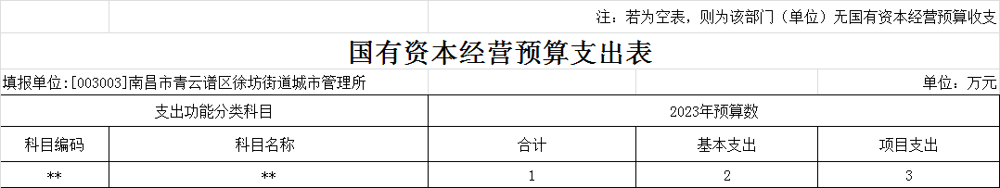 注：若为空表，则为该部门（单位）无国有资本经营预算收支
国有资本经营预算支出表
填报单位:[003003]南昌市青云谱区徐坊街道城市管理所 单位：万元
支出功能分类科目 2023年预算数
科目编码 科目名称 合计 基本支出 项目支出
** ** 1 2 3